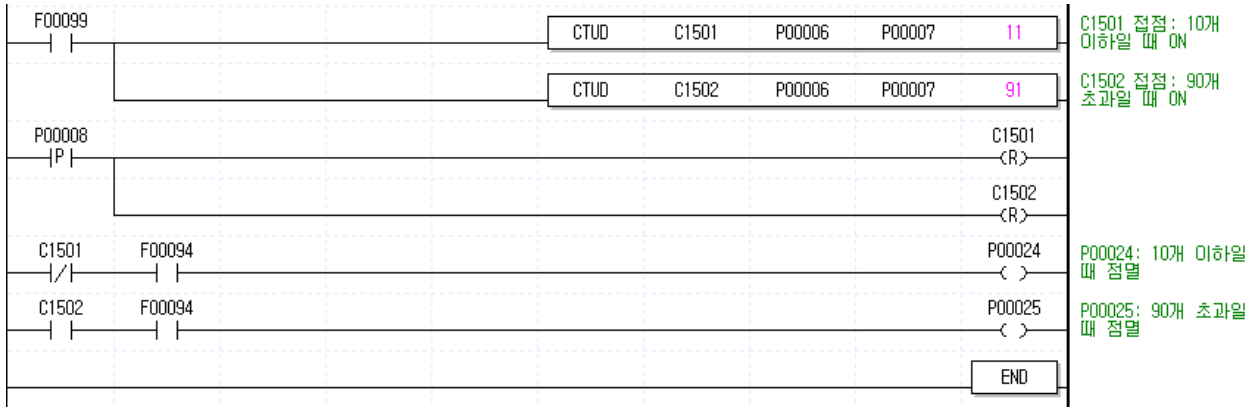 F00099
CTUD C1501 P00006 P00007 11
C1501 접점: 10개
이하일 때 ON
CTUD C1502 P00006 P00007 91
C1502 접점: 90개
초과일 때 ON
P00008
P
C1501
R
C1502
R
C1501 F00094 P00024
P00024: 10개 이하일
때 점멸
C1502 F00094 P00025
P00025: 90개 초과일
때 점멸
END